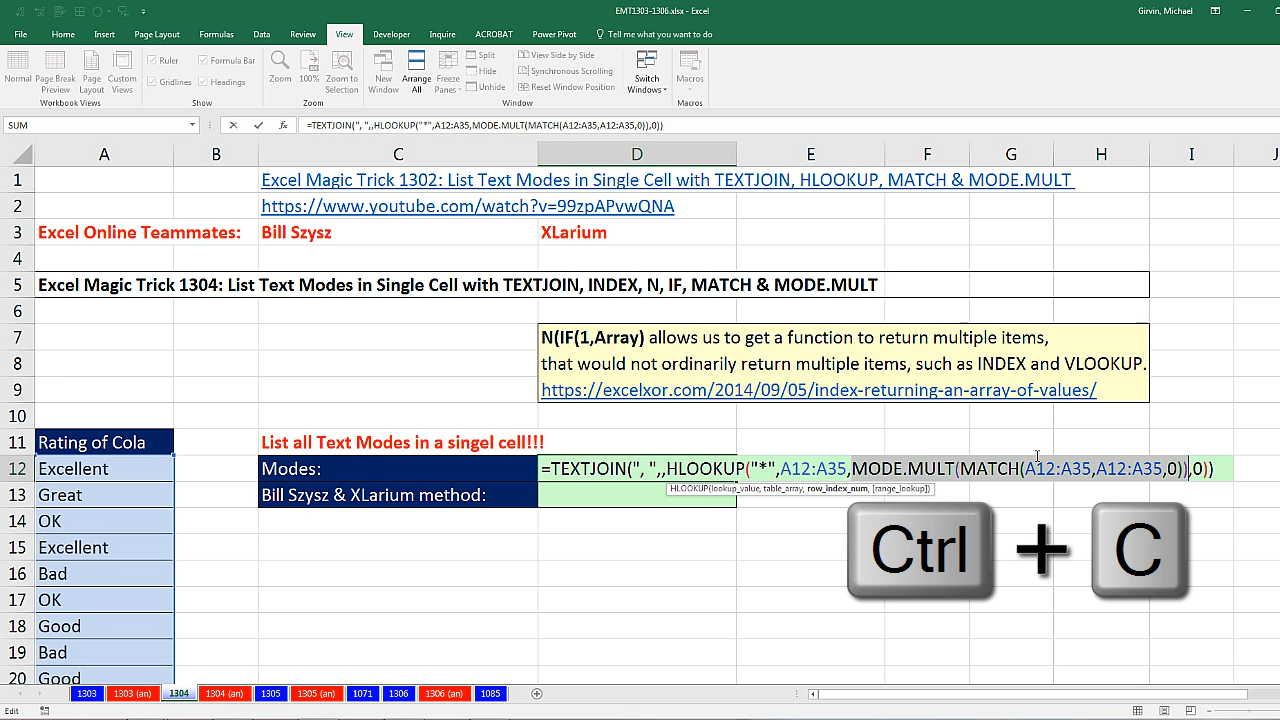 EMT1303-1306.xlsx - Excel
Girvin, Michael
File Home Insert Page Layout Formulas Data Review View Developer Inquire ACROBAT Power Pivot Tell me what you want to do
Normal Page Break Preview Page Layout Custom Views
Workbook Views
Ruler Formula Bar
Gridlines Headings
Show
Zoom 100% Zoom to Selection
Zoom
New Window Arrange All Freeze Panes
Split
Hide
Unhide
View Side by Side
Synchronous Scrolling
Reset Window Position
Window
Switch Windows
Macros
Macros
SUM
fx
=TEXTJOIN(", ",,HLOOKUP("*",A12:A35,MODE.MULT(MATCH(A12:A35,A12:A35,0)),0))
A B C D E F G H I J
1 Excel Magic Trick 1302: List Text Modes in Single Cell with TEXTJOIN, HLOOKUP, MATCH & MODE.MULT
2 https://www.youtube.com/watch?v=99zpAPvwQNA
3 Excel Online Teammates: Bill Szysz XLarium
4
5 Excel Magic Trick 1304: List Text Modes in Single Cell with TEXTJOIN, INDEX, N, IF, MATCH & MODE.MULT
6
7 N(IF(1,Array) allows us to get a function to return multiple items,
8 that would not ordinarily return multiple items, such as INDEX and VLOOKUP.
9 https://excelxor.com/2014/09/05/index-returning-an-array-of-values/
10
11 Rating of Cola List all Text Modes in a singel cell!!!
12 Excellent Modes: =TEXTJOIN(", ",,HLOOKUP("*",A12:A35,MODE.MULT(MATCH(A12:A35,A12:A35,0)),0))
HLOOKUP(lookup_value, table_array, row_index_num, [range_lookup])
13 Great Bill Szysz & XLarium method:
14 OK
15 Excellent
16 Bad
17 OK
18 Good
19 Bad
20 Good
Ctrl + C
1303 1303 (an) 1304 1304 (an) 1305 1305 (an) 1071 1306 1306 (an) 1085
Edit